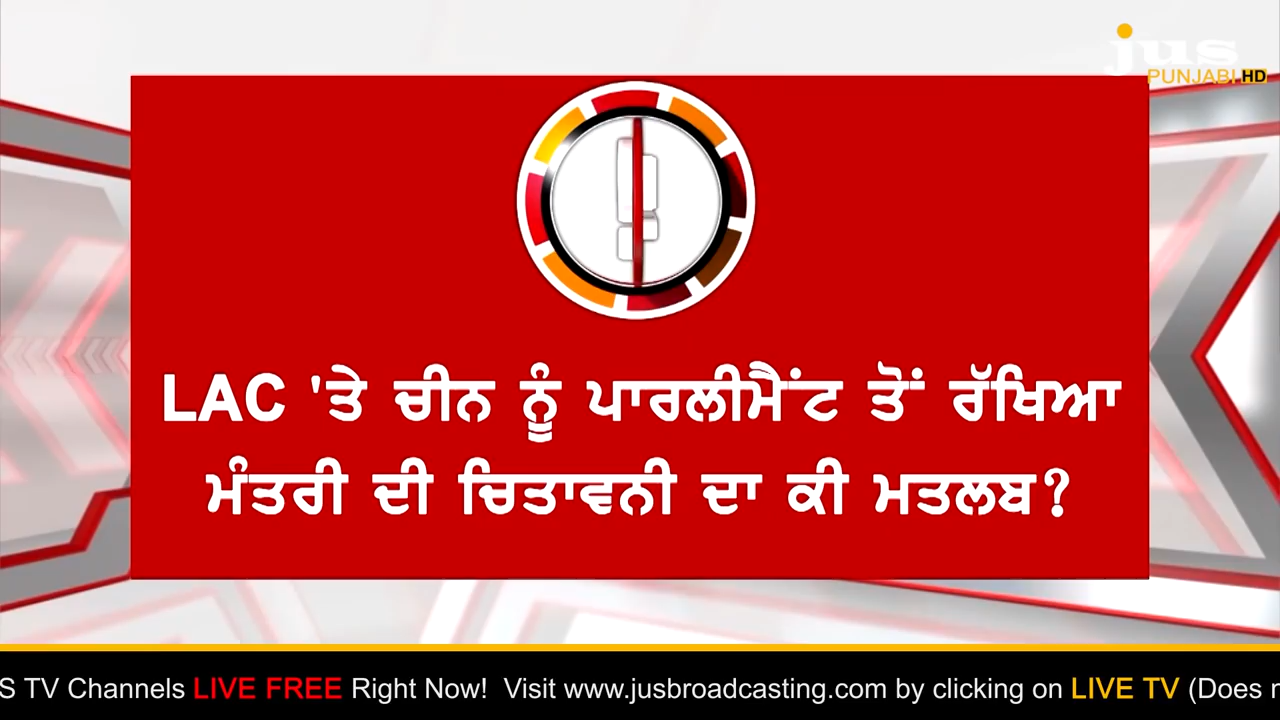 jus
PUNJABI HD
LAC 'ਤੇ ਚੀਨ ਨੂੰ ਪਾਰਲੀਮੈਂਟ ਤੋਂ ਰੱਖਿਆ
ਮੰਤਰੀ ਦੀ ਚਿਤਾਵਨੀ ਦਾ ਕੀ ਮਤਲਬ?
S TV Channels LIVE FREE Right Now! Visit www.jusbroadcasting.com by clicking on LIVE TV (Does